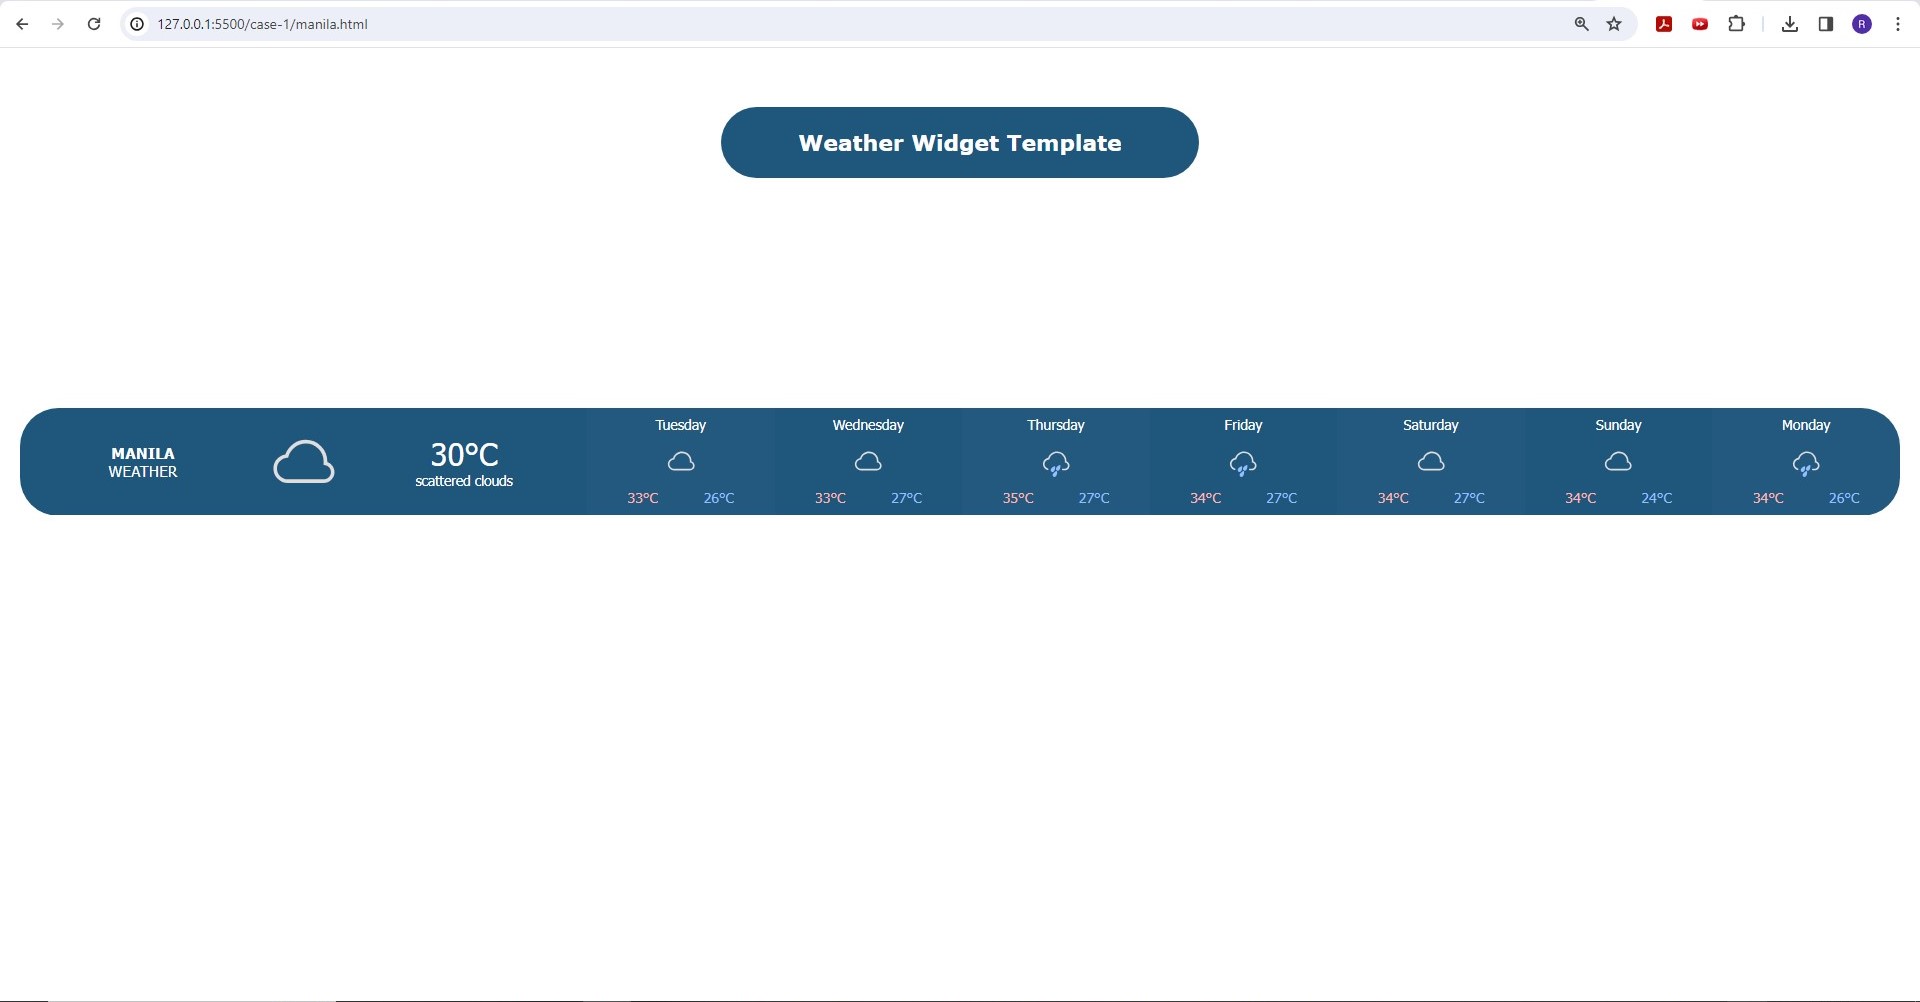 127.0.0.1:5500/case-1/manila.html
R
Weather Widget Template
MANILA
WEATHER
30°C
scattered clouds
Tuesday
33°C 26°C
Wednesday
33°C 27°C
Thursday
35°C 27°C
Friday
34°C 27°C
Saturday
34°C 27°C
Sunday
34°C 24°C
Monday
34°C 26°C